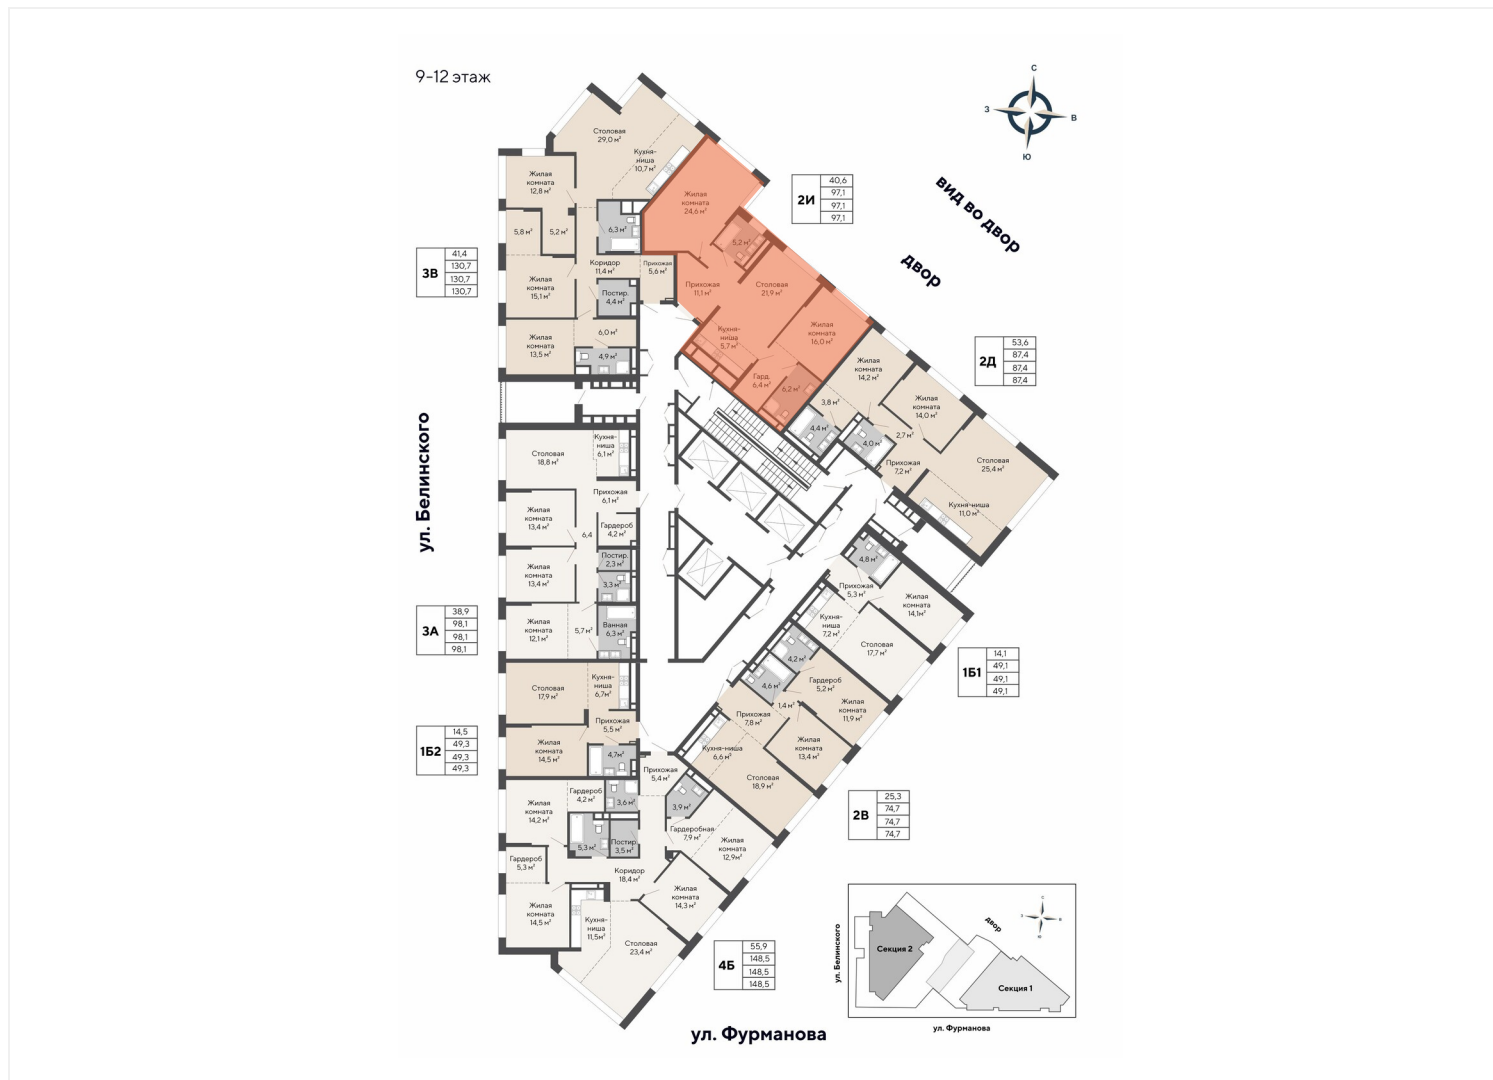 9-12 этаж
С
З
В
Ю
вид во двор
двор
2И
40,6
97,1
97,1
97,1
Столовая
29,0 м²
Кухня-
ниша
10,7 м²
Жилая
комната
12,8 м²
5,8 м²
5,2 м²
6,3 м²
Жилая
комната
24,6 м²
5,2 м²
3В
41,4
130,7
130,7
130,7
Коридор
11,4 м²
Прихожая
5,6 м²
Жилая
комната
15,1 м²
Постир.
4,4 м²
Прихожая
11,1 м²
Столовая
21,9 м²
Жилая
комната
13,5 м²
6,0 м²
4,9 м²
Кухня-
ниша
5,7 м²
Жилая
комната
16,0 м²
Гард.
6,4 м²
6,2 м²
2Д
53,6
87,4
87,4
87,4
Жилая
комната
14,2 м²
3,8 м²
4,4 м²
4,0 м²
Жилая
комната
14,0 м²
2,7 м²
Прихожая
7,2 м²
Столовая
25,4 м²
Кухня-ниша
11,0 м²
ул. Белинского
Столовая
18,8 м²
Кухня-
ниша
6,1 м²
Прихожая
6,1 м²
Жилая
комната
13,4 м²
6,4
Гардероб
4,2 м²
Жилая
комната
13,4 м²
Постир.
2,3 м²
3,3 м²
3А
38,9
98,1
98,1
98,1
Жилая
комната
12,1 м²
5,7 м²
Ванная
6,3 м²
4,8 м²
Прихожая
5,3 м²
Жилая
комната
14,1 м²
Кухня-
ниша
7,2 м²
Столовая
17,7 м²
1Б1
14,1
49,1
49,1
49,1
Столовая
17,9 м²
Кухня-
ниша
6,7м²
Прихожая
5,5 м²
1Б2
14,5
49,3
49,3
49,3
Жилая
комната
14,5 м²
4,7м²
4,2 м²
4,6 м²
Гардероб
5,2 м²
1,4 м²
Жилая
комната
11,9 м²
Прихожая
7,8 м²
Жилая
комната
13,4 м²
Кухня-ниша
6,6 м²
Столовая
18,9 м²
2В
25,3
74,7
74,7
74,7
Прихожая
5,4 м²
Гардероб
4,2 м²
3,6 м²
Жилая
комната
14,2 м²
3,9 м²
5,3 м²
Постир.
3,5 м²
Гардеробная
7,9 м²
Жилая
комната
12,9м²
Гардероб
5,3 м²
Коридор
18,4 м²
Жилая
комната
14,3 м²
Жилая
комната
14,5 м²
Кухня-
ниша
11,5м²
Столовая
23,4 м²
4Б
55,9
148,5
148,5
148,5
ул. Фурманова
ул. Белинского
Секция 2
двор
С
З
В
Ю
Секция 1
ул. Фурманова